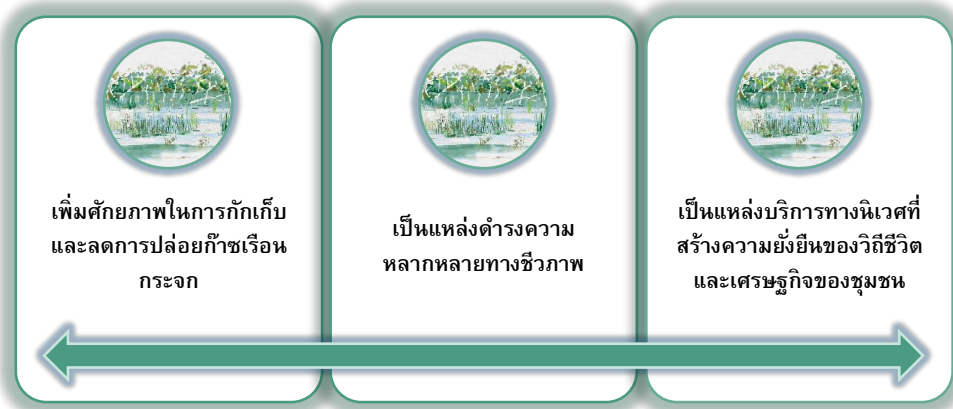 เพิ่มศักยภาพในการกักเก็บ
และลดการปล่อยก๊าซเรือน
กระจก
เป็นแหล่งดำรงความ
หลากหลายทางชีวภาพ
เป็นแหล่งบริการทางนิเวศที่
สร้างความยั่งยืนของวิถีชีวิต
และเศรษฐกิจของชุมชน